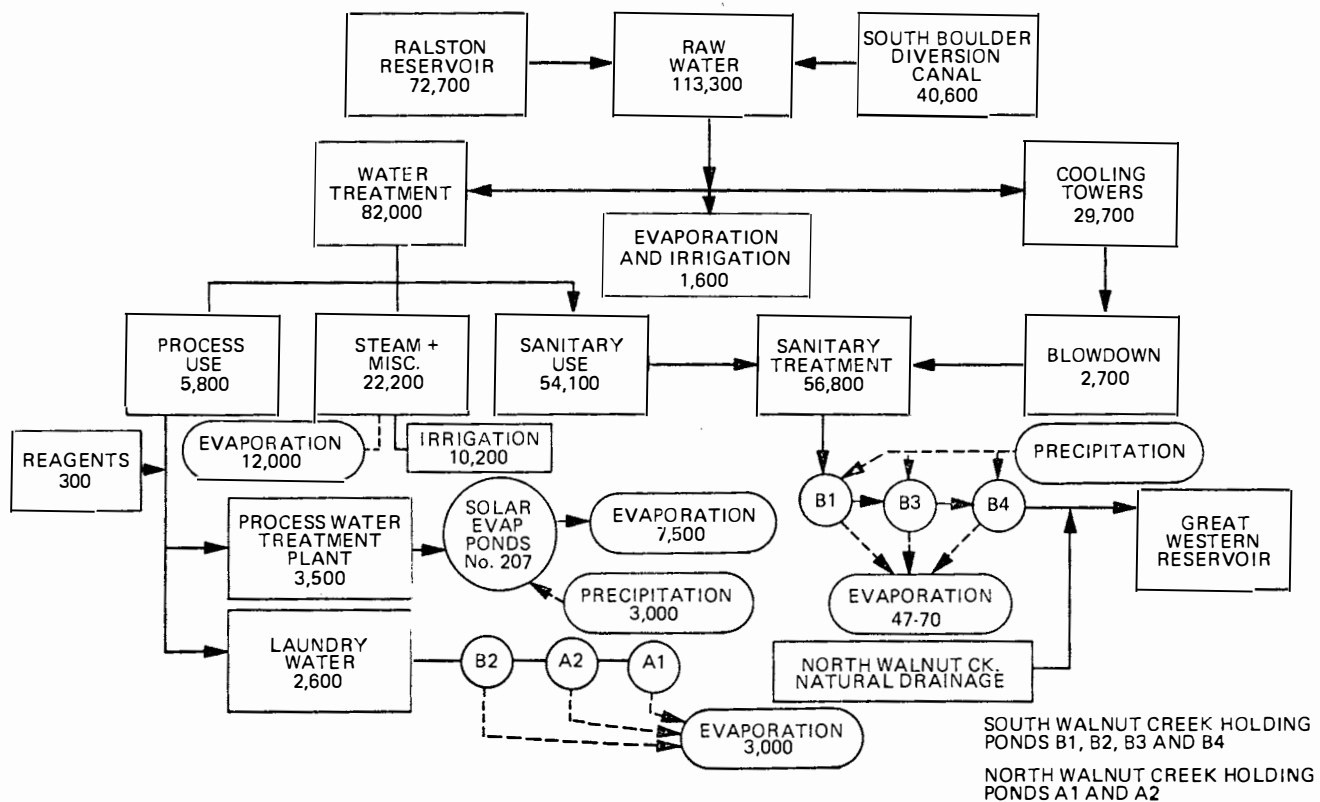 RALSTON
RESERVOIR
72,700
RAW
WATER
113,300
SOUTH BOULDER
DIVERSION
CANAL
40,600
WATER
TREATMENT
82,000
EVAPORATION
AND IRRIGATION
1,600
COOLING
TOWERS
29,700
PROCESS
USE
5,800
STEAM +
MISC.
22,200
SANITARY
USE
54,100
SANITARY
TREATMENT
56,800
BLOWDOWN
2,700
REAGENTS
300
EVAPORATION
12,000
IRRIGATION
10,200
PRECIPITATION
PROCESS WATER
TREATMENT
PLANT
3,500
SOLAR
EVAP
PONDS
No. 207
EVAPORATION
7,500
PRECIPITATION
3,000
B1
B3
B4
GREAT
WESTERN
RESERVOIR
EVAPORATION
47-70
LAUNDRY
WATER
2,600
B2
A2
A1
EVAPORATION
3,000
NORTH WALNUT CK.
NATURAL DRAINAGE
SOUTH WALNUT CREEK HOLDING
PONDS B1, B2, B3 AND B4
NORTH WALNUT CREEK HOLDING
PONDS A1 AND A2